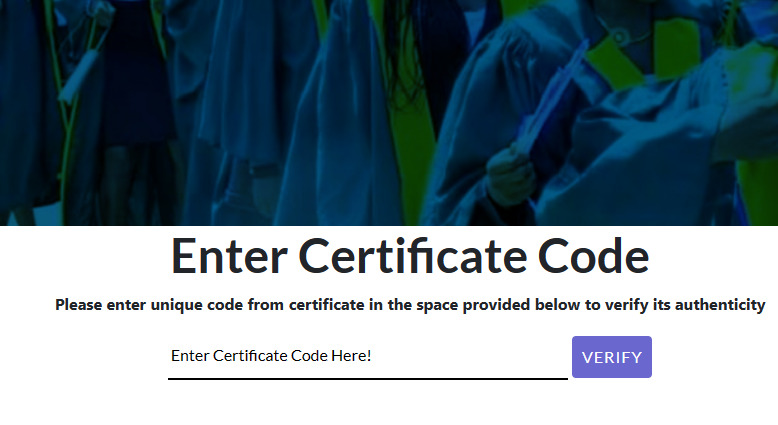 Enter Certificate Code
Please enter unique code from certificate in the space provided below to verify its authenticity
Enter Certificate Code Here! VERIFY